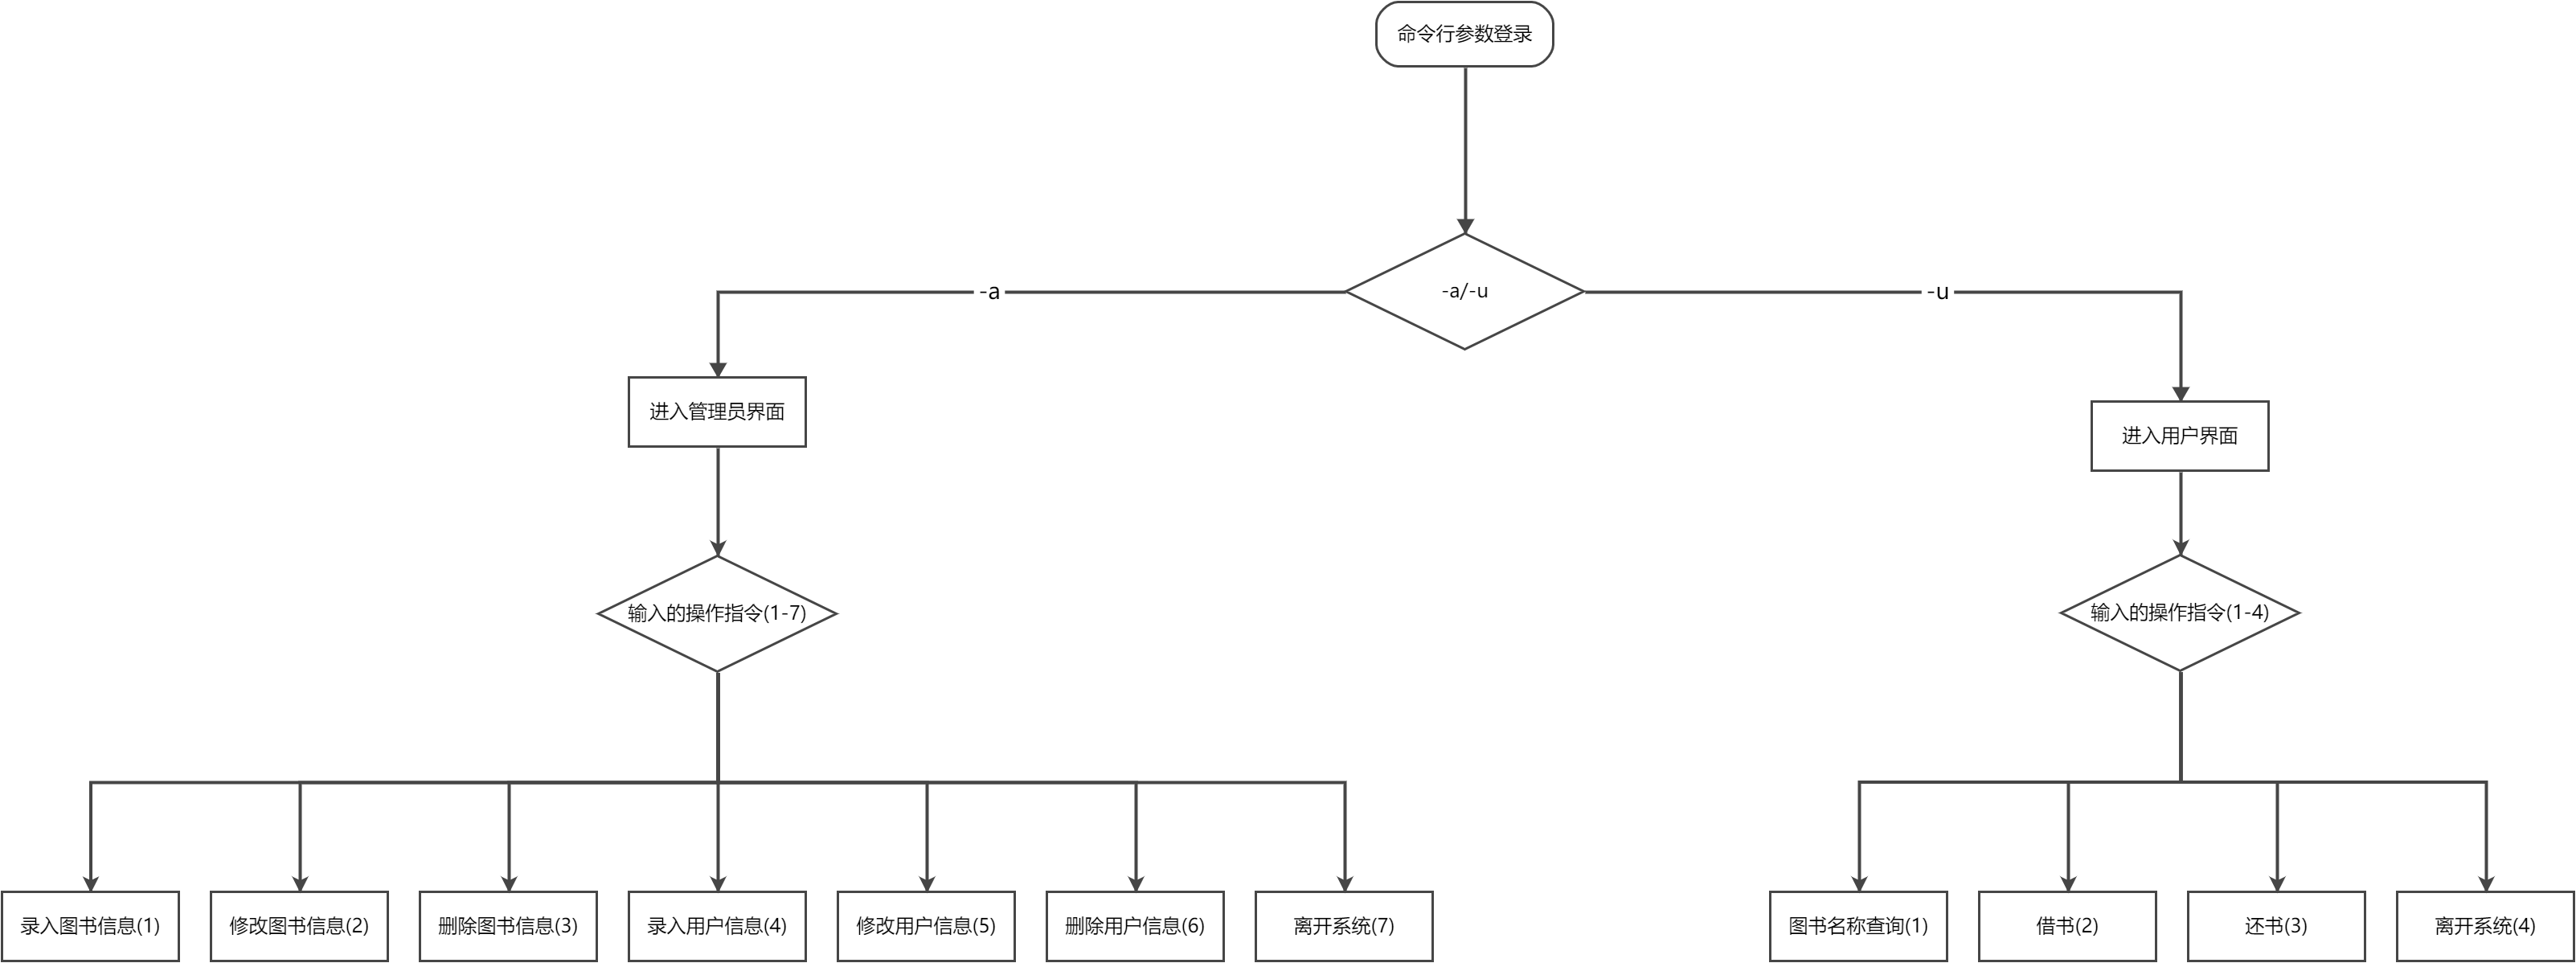 命令行参数登录
-a/-u
-a
-u
进入管理员界面
进入用户界面
输入的操作指令(1-7)
输入的操作指令(1-4)
录入图书信息(1)
修改图书信息(2)
删除图书信息(3)
录入用户信息(4)
修改用户信息(5)
删除用户信息(6)
离开系统(7)
图书名称查询(1)
借书(2)
还书(3)
离开系统(4)